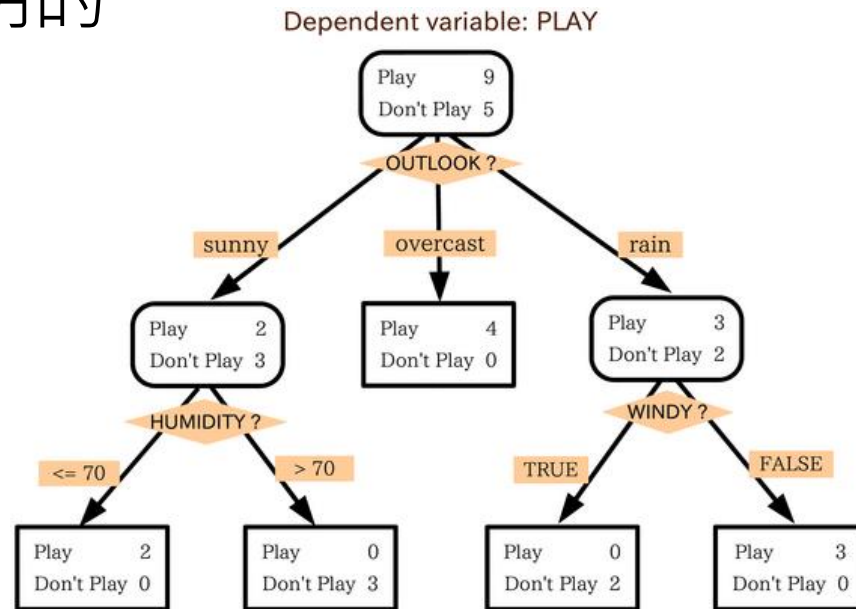 Dependent variable: PLAY
Play 9
Don't Play 5
OUTLOOK ?
sunny
overcast
rain
Play 2
Don't Play 3
Play 4
Don't Play 0
Play 3
Don't Play 2
HUMIDITY ?
WINDY ?
<= 70
> 70
TRUE
FALSE
Play 2
Don't Play 0
Play 0
Don't Play 3
Play 0
Don't Play 2
Play 3
Don't Play 0